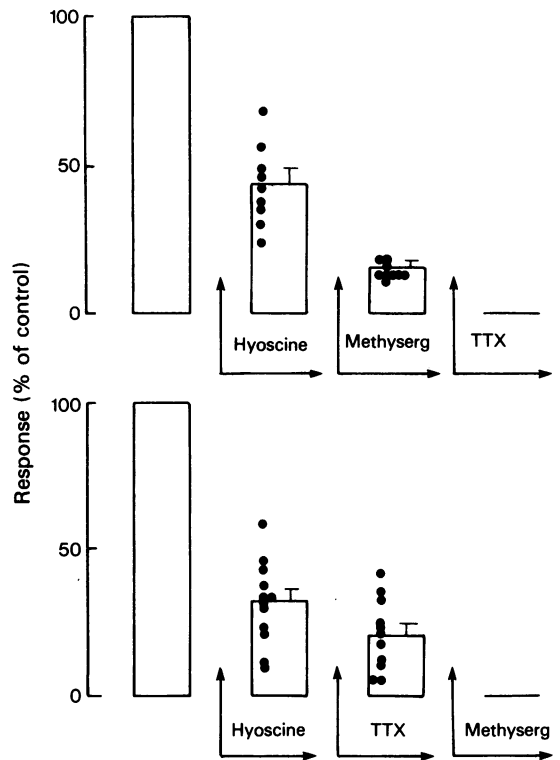 Response (% of control)
100
50
0
Hyoscine
Methyserg
TTX
100
50
0
Hyoscine
TTX
Methyserg